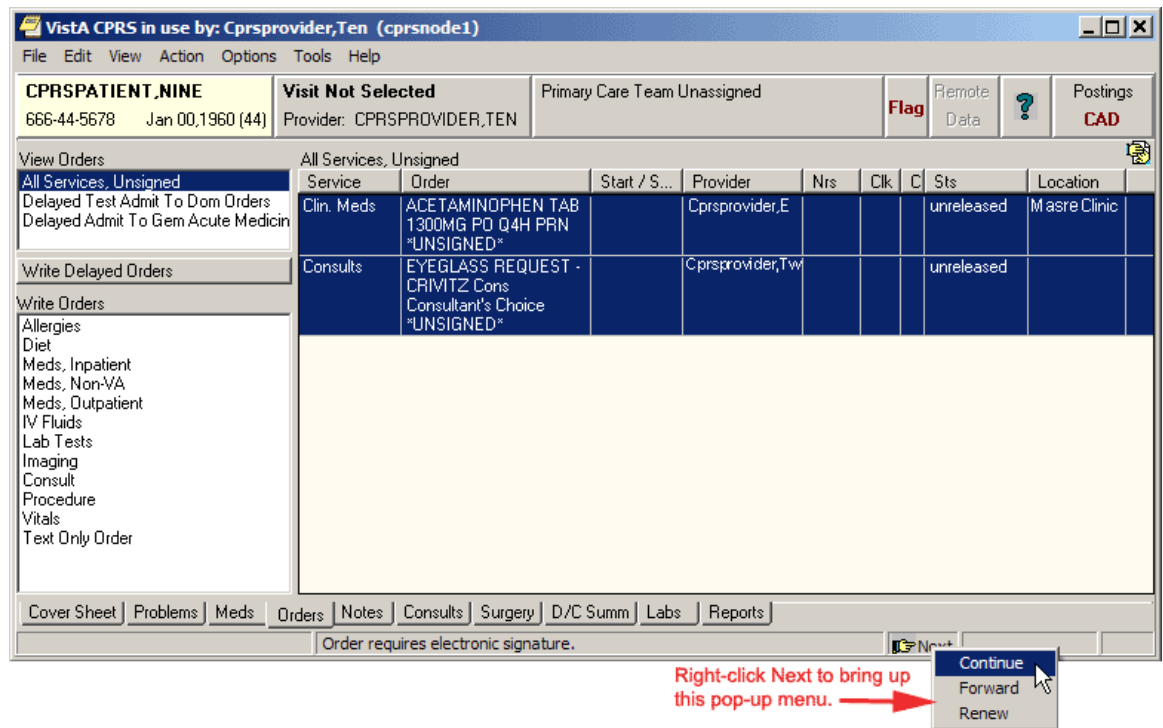 VistA CPRS in use by: Cprsprovider,Ten (cprsnode1)
File Edit View Action Options Tools Help
CPRSPATIENT,NINE
666-44-5678 Jan 00,1960 (44)
Visit Not Selected
Provider: CPRSPROVIDER,TEN
Primary Care Team Unassigned
Flag
Remote
Data
?
Postings
CAD
View Orders
All Services, Unsigned
Delayed Test Admit To Dom Orders
Delayed Admit To Gem Acute Medicin
Write Delayed Orders
Write Orders
Allergies
Diet
Meds, Inpatient
Meds, Non-VA
Meds, Outpatient
IV Fluids
Lab Tests
Imaging
Consult
Procedure
Vitals
Text Only Order
All Services, Unsigned
Service Order Start / S... Provider Nrs Clk C Sts Location
Clin. Meds ACETAMINOPHEN TAB Cprsprovider,E unreleased Masre Clinic
1300MG PO Q4H PRN
*UNSIGNED*
Consults EYEGLASS REQUEST - Cprsprovider,Tw unreleased
CRIVITZ Cons
Consultant's Choice
*UNSIGNED*
Cover Sheet Problems Meds Orders Notes Consults Surgery D/C Summ Labs Reports
Order requires electronic signature.
Next
Continue
Forward
Renew
Right-click Next to bring up
this pop-up menu.